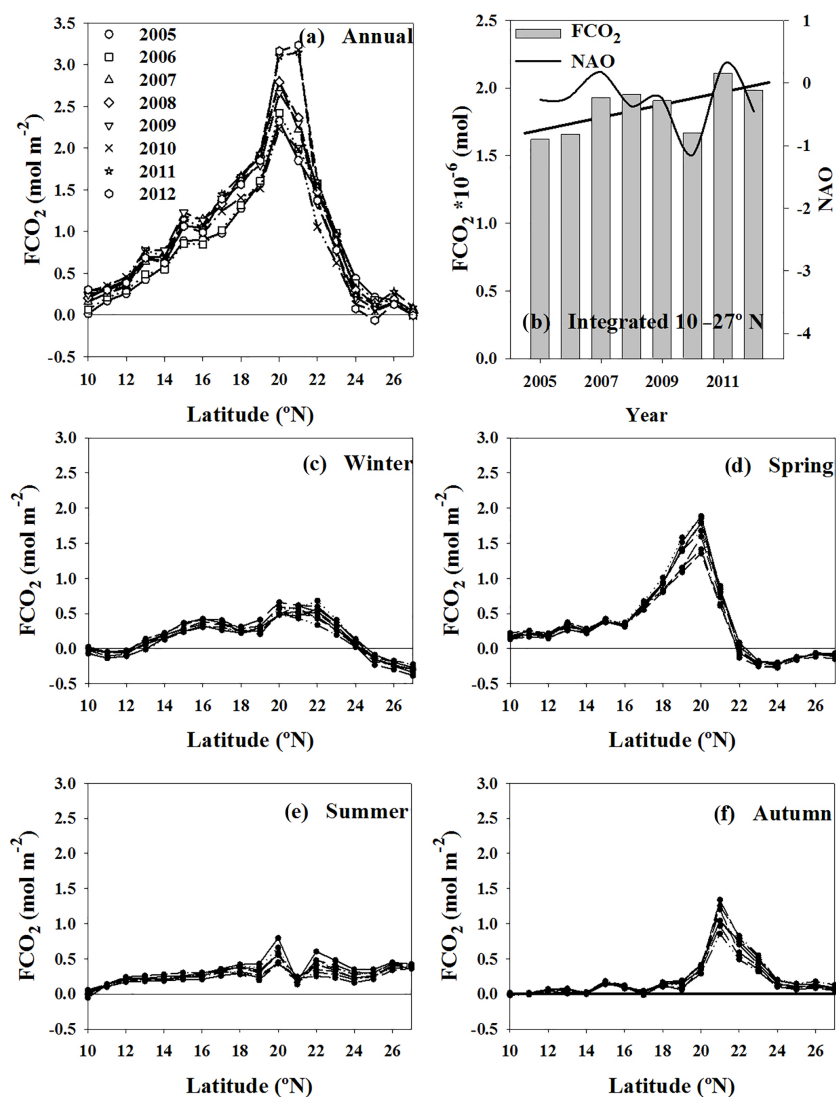 (a) Annual
2005
2006
2007
2008
2009
2010
2011
2012
3.5
3.0
2.5
2.0
1.5
1.0
0.5
0.0
-0.5
FCO₂ (mol m⁻²)
10 12 14 16 18 20 22 24 26
Latitude (ºN)
FCO₂
NAO
2.5
2.0
1.5
1.0
0.5
0.0
FCO₂ *10⁻⁶ (mol)
1
0
-1
-2
-3
-4
NAO
(b) Integrated 10 –27º N
2005 2007 2009 2011
Year
(c) Winter
3.0
2.5
2.0
1.5
1.0
0.5
0.0
-0.5
FCO₂ (mol m⁻²)
10 12 14 16 18 20 22 24 26
Latitude (ºN)
(d) Spring
3.0
2.5
2.0
1.5
1.0
0.5
0.0
-0.5
FCO₂ (mol m⁻²)
10 12 14 16 18 20 22 24 26
Latitude (ºN)
(e) Summer
3.0
2.5
2.0
1.5
1.0
0.5
0.0
-0.5
FCO₂ (mol m⁻²)
10 12 14 16 18 20 22 24 26
Latitude (ºN)
(f) Autumn
3.0
2.5
2.0
1.5
1.0
0.5
0.0
-0.5
FCO₂ (mol m⁻²)
10 12 14 16 18 20 22 24 26
Latitude (ºN)